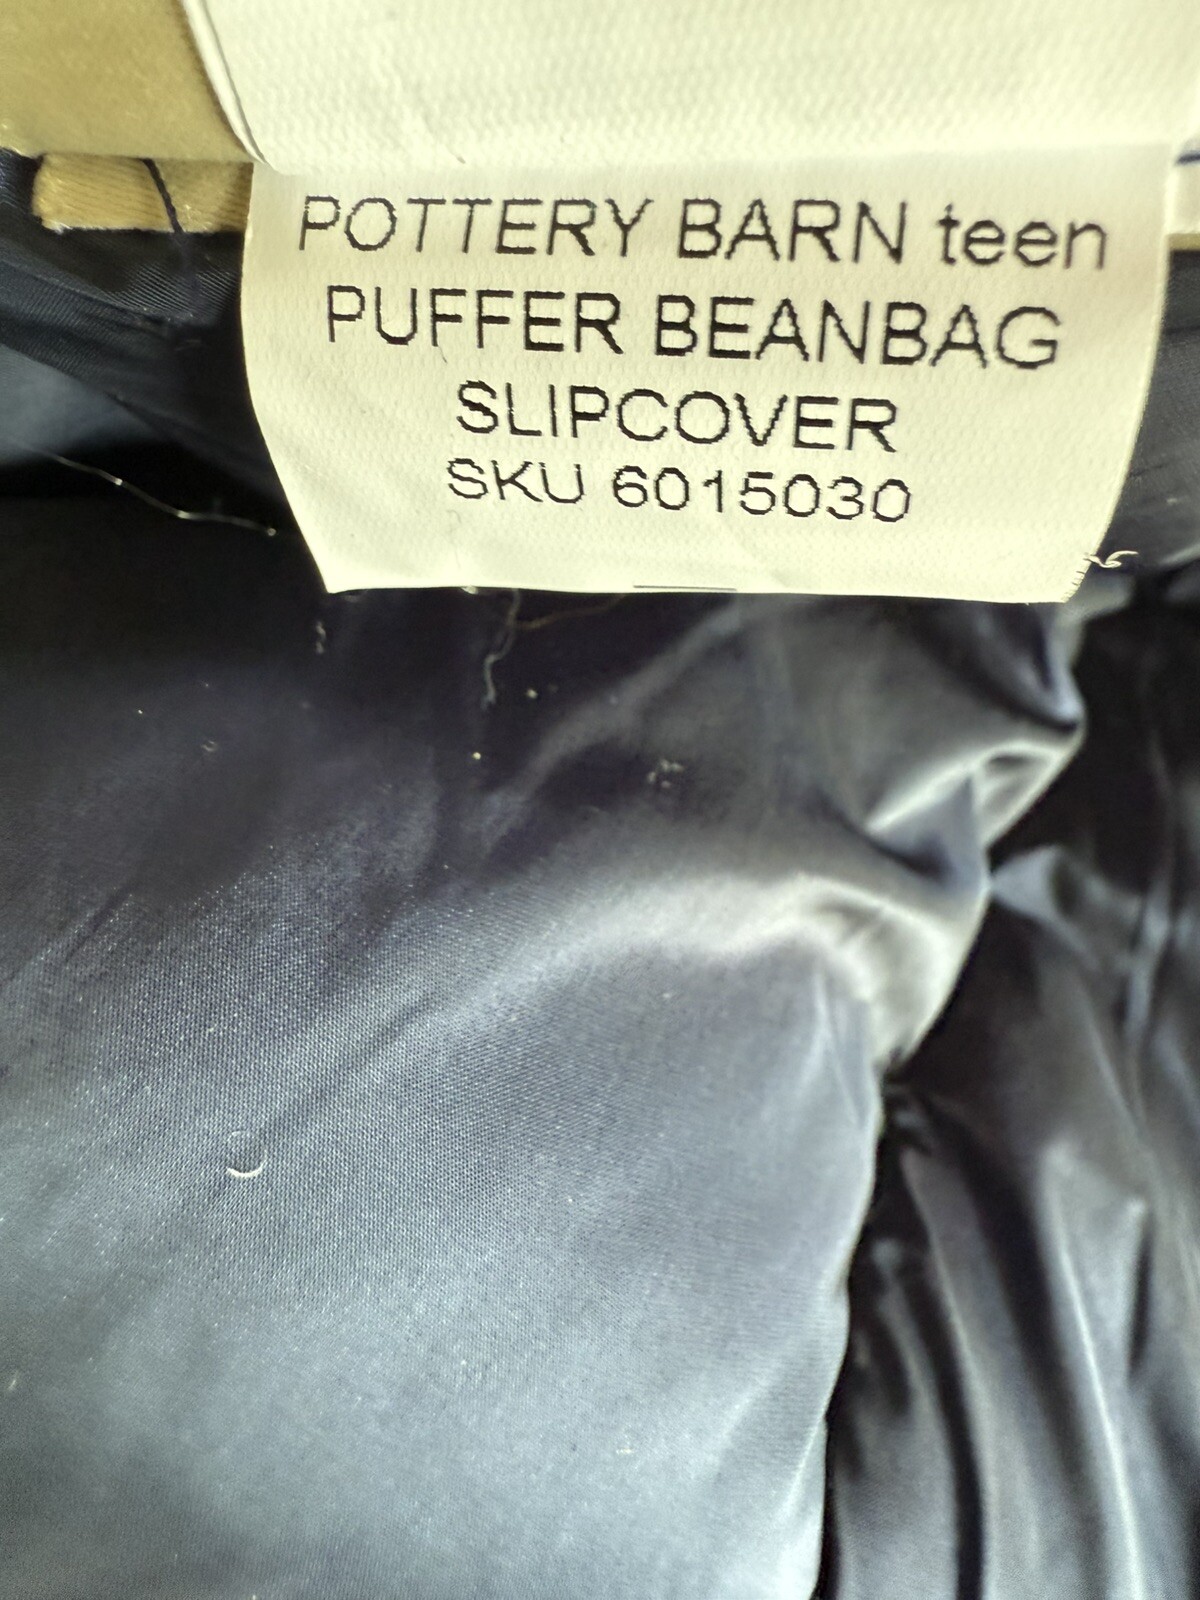 POTTERY BARN teen
PUFFER BEANBAG
SLIPCOVER
SKU 6015030